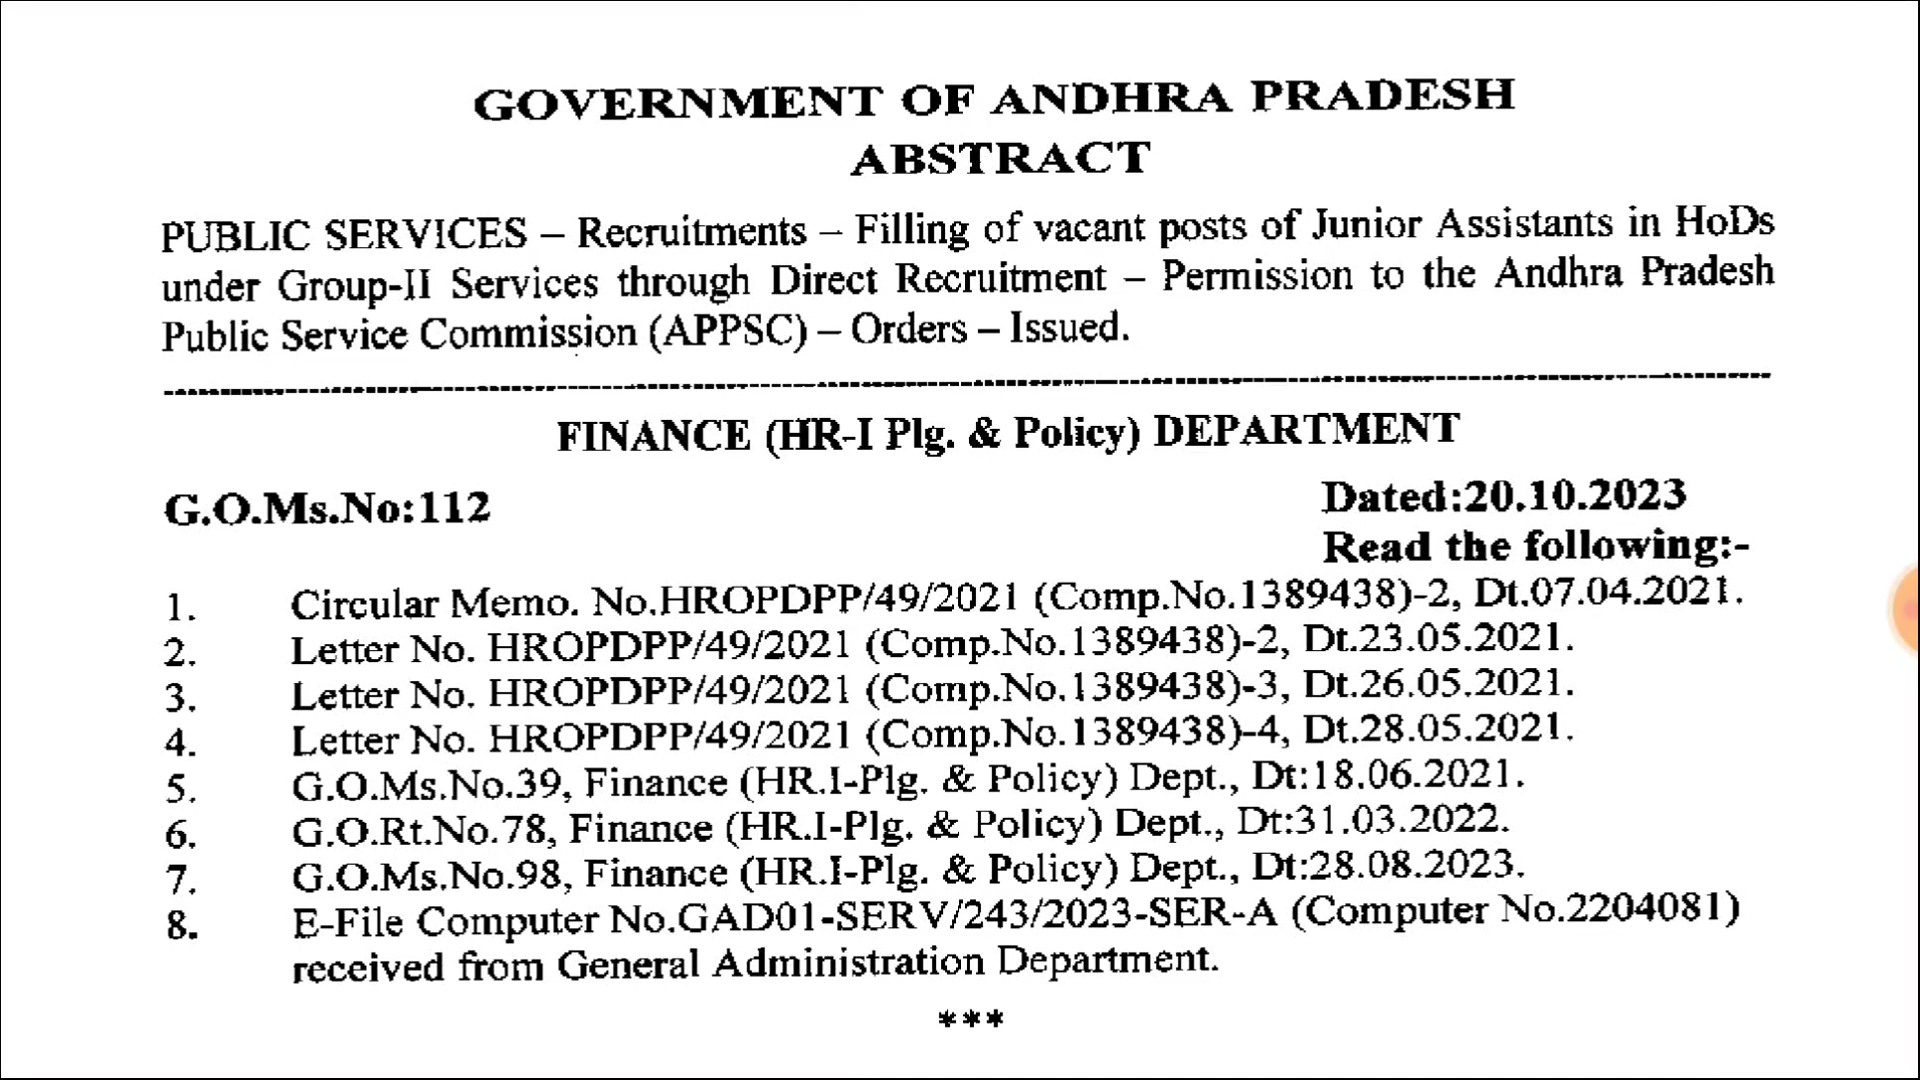 GOVERNMENT OF ANDHRA PRADESH
ABSTRACT
PUBLIC SERVICES – Recruitments – Filling of vacant posts of Junior Assistants in HoDs
under Group-II Services through Direct Recruitment – Permission to the Andhra Pradesh
Public Service Commission (APPSC) – Orders – Issued.
FINANCE (HR-I Plg. & Policy) DEPARTMENT
G.O.Ms.No:112 Dated:20.10.2023
Read the following:-
1. Circular Memo. No.HROPDPP/49/2021 (Comp.No.1389438)-2, Dt.07.04.2021.
2. Letter No. HROPDPP/49/2021 (Comp.No.1389438)-2, Dt.23.05.2021.
3. Letter No. HROPDPP/49/2021 (Comp.No.1389438)-3, Dt.26.05.2021.
4. Letter No. HROPDPP/49/2021 (Comp.No.1389438)-4, Dt.28.05.2021.
5. G.O.Ms.No.39, Finance (HR.I-Plg. & Policy) Dept., Dt:18.06.2021.
6. G.O.Rt.No.78, Finance (HR.I-Plg. & Policy) Dept., Dt:31.03.2022.
7. G.O.Ms.No.98, Finance (HR.I-Plg. & Policy) Dept., Dt:28.08.2023.
8. E-File Computer No.GAD01-SERV/243/2023-SER-A (Computer No.2204081)
received from General Administration Department.
***